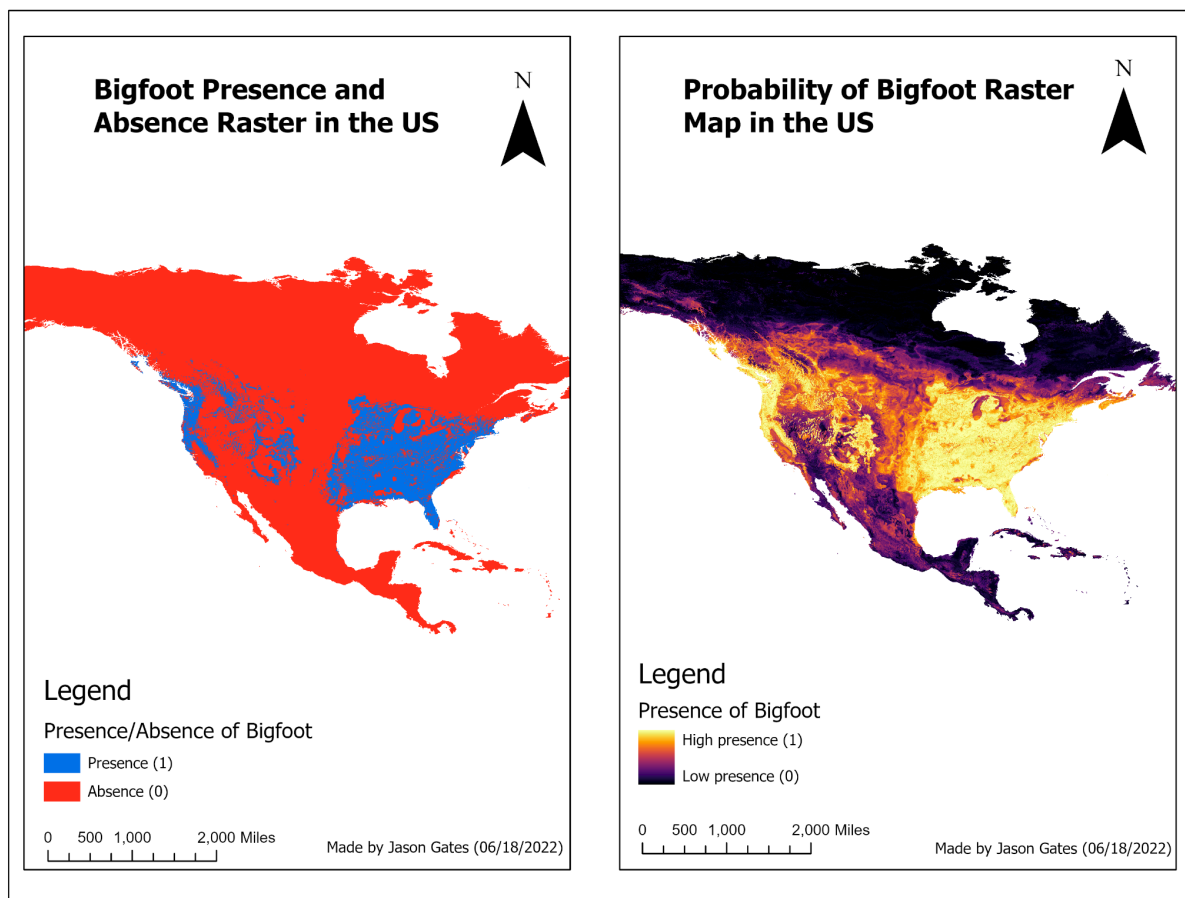 Bigfoot Presence and
Absence Raster in the US
N
Legend
Presence/Absence of Bigfoot
Presence (1)
Absence (0)
0 500 1,000 2,000 Miles
Made by Jason Gates (06/18/2022)
Probability of Bigfoot Raster
Map in the US
N
Legend
Presence of Bigfoot
High presence (1)
Low presence (0)
0 500 1,000 2,000 Miles
Made by Jason Gates (06/18/2022)